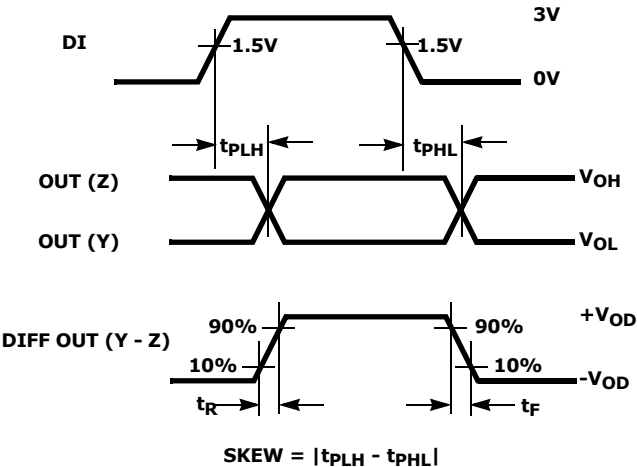 3V
DI
1.5V
1.5V
0V
tPLH
tPHL
OUT (Z)
VOH
OUT (Y)
VOL
+VOD
90%
90%
DIFF OUT (Y - Z)
10%
10%
-VOD
tR
tF
SKEW = |tPLH - tPHL|